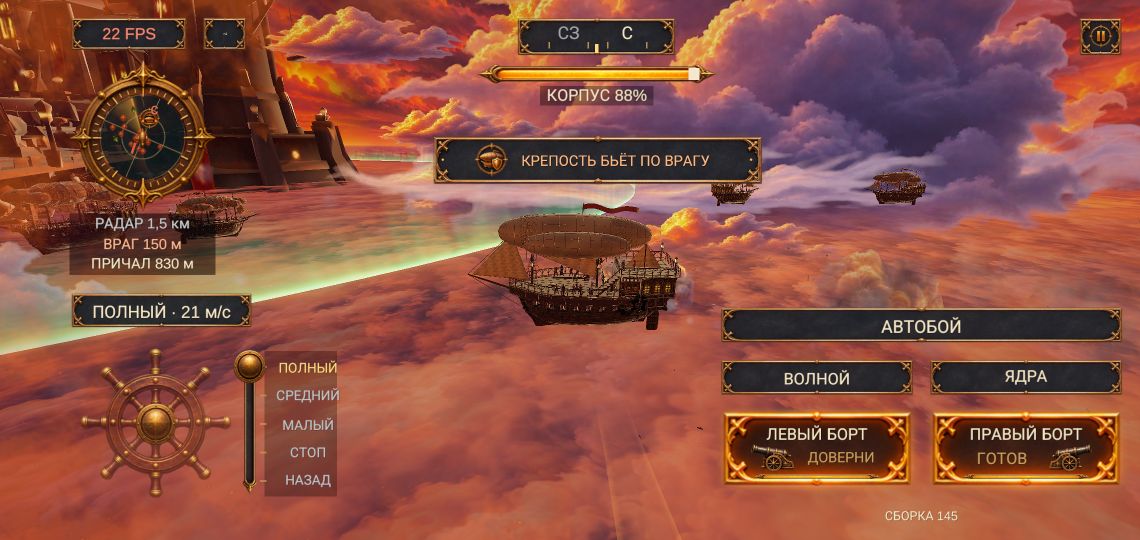 22 FPS
СЗ С
КОРПУС 88%
КРЕПОСТЬ БЬЁТ ПО ВРАГУ
РАДАР 1,5 км
ВРАГ 150 м
ПРИЧАЛ 830 м
ПОЛНЫЙ · 21 м/с
ПОЛНЫЙ
СРЕДНИЙ
МАЛЫЙ
СТОП
НАЗАД
АВТОБОЙ
ВОЛНОЙ
ЯДРА
ЛЕВЫЙ БОРТ
ДОВЕРНИ
ПРАВЫЙ БОРТ
ГОТОВ
СБОРКА 145